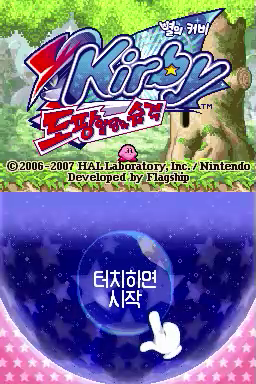 별의 커비
Kirby
도팡일당의 습격
TM
©2006-2007 HAL Laboratory, Inc. / Nintendo
Developed by Flagship
터치하면
시작